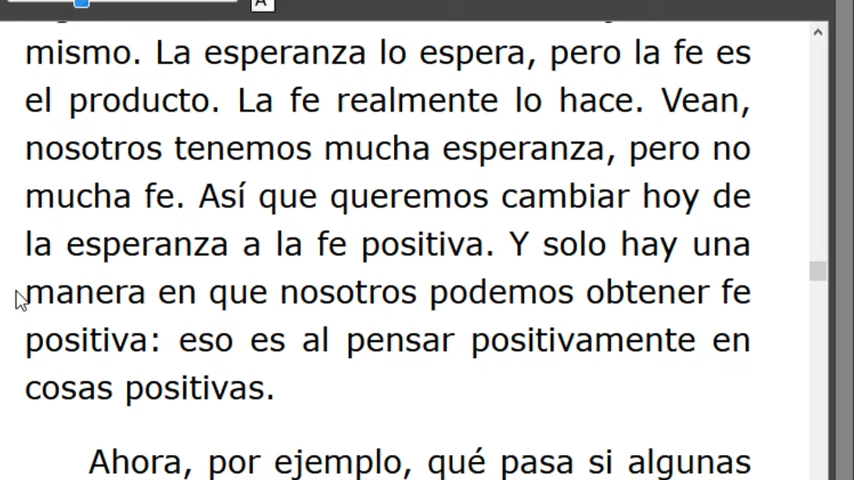 A
mismo. La esperanza lo espera, pero la fe es
el producto. La fe realmente lo hace. Vean,
nosotros tenemos mucha esperanza, pero no
mucha fe. Así que queremos cambiar hoy de
la esperanza a la fe positiva. Y solo hay una
manera en que nosotros podemos obtener fe
positiva: eso es al pensar positivamente en
cosas positivas.
Ahora, por ejemplo, qué pasa si algunas